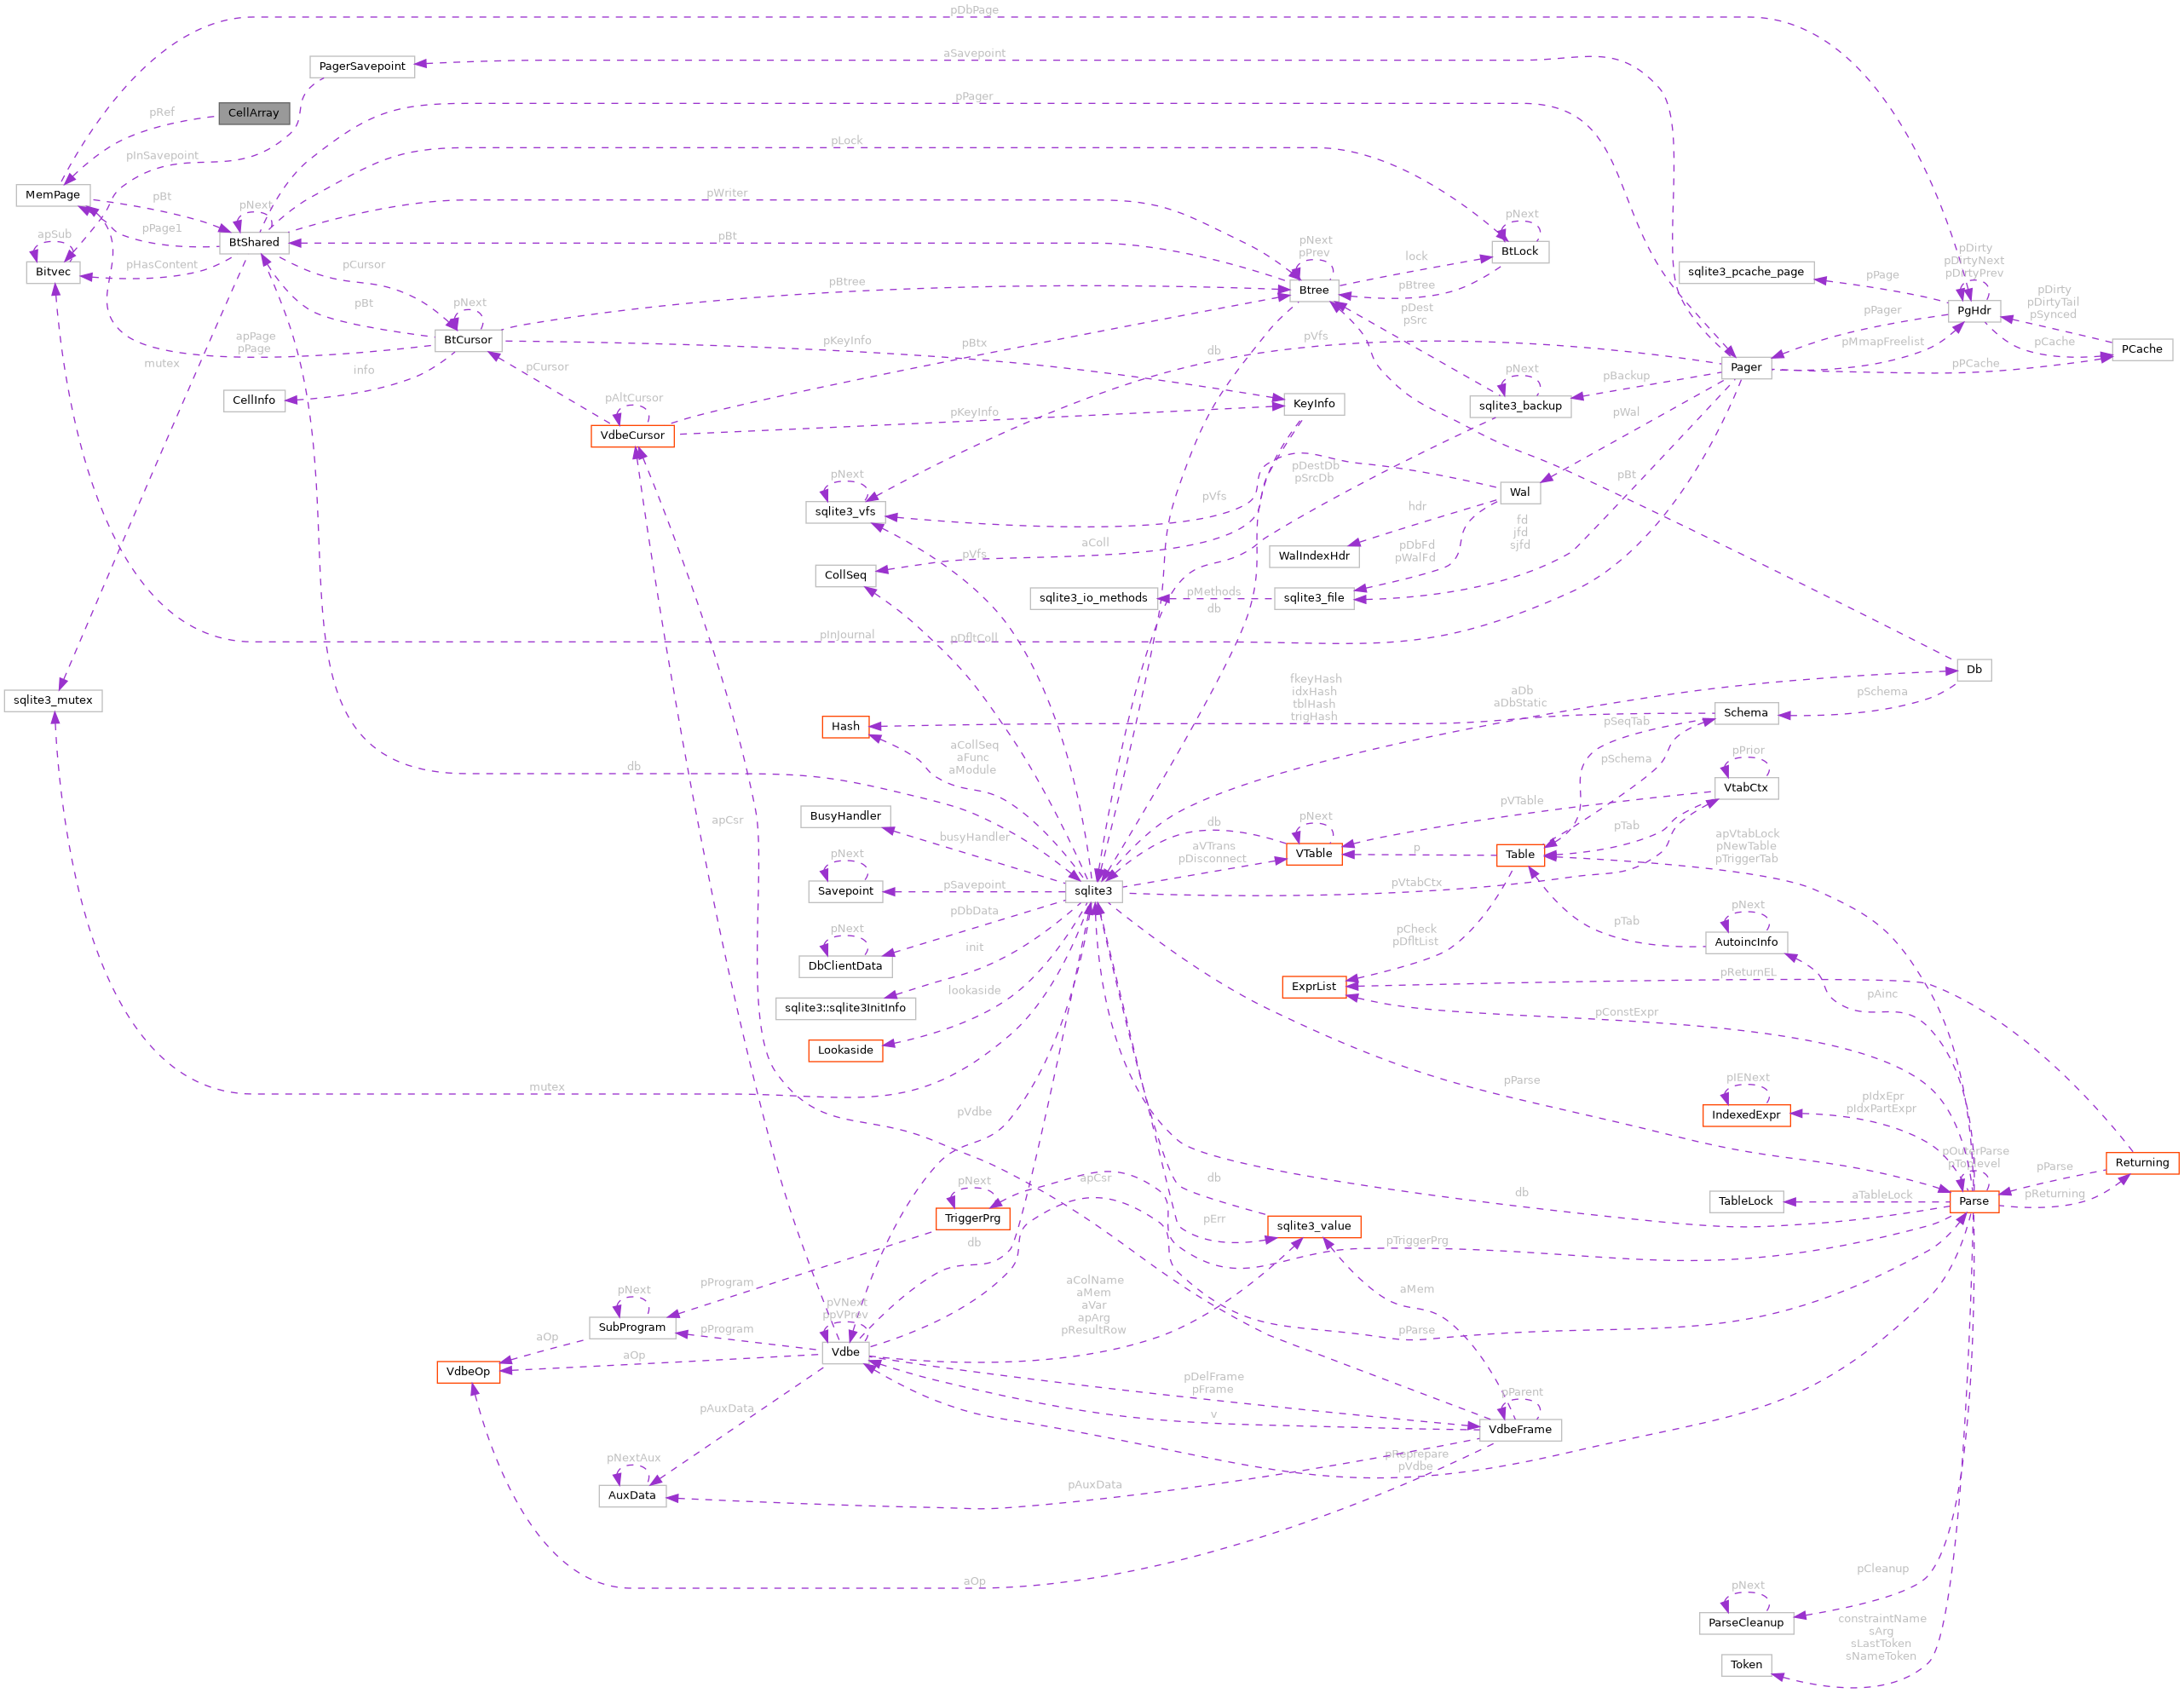 pDbPage
aSavepoint
PagerSavepoint
pPager
pRef
CellArray
pLock
pInSavepoint
MemPage
pBt
pWriter
pNext
pNext
pPage1
BtShared
pBt
apSub
pNext
pPrev
lock
BtLock
pDirty
pDirtyNext
pDirtyPrev
Bitvec
pHasContent
pCursor
pBtree
Btree
pBtree
sqlite3_pcache_page
pPage
pDirty
pDirtyTail
pSynced
pBt
pNext
pDest
pSrc
pPager
PgHdr
apPage
pPage
BtCursor
pKeyInfo
pBtx
db
pVfs
pMmapFreelist
pCache
PCache
mutex
info
pCursor
pNext
pBackup
Pager
pPCache
CellInfo
pAltCursor
pKeyInfo
KeyInfo
sqlite3_backup
pWal
VdbeCursor
pNext
pDestDb
pSrcDb
pBt
sqlite3_vfs
pVfs
Wal
hdr
fd
jfd
sjfd
aColl
WalIndexHdr
pDbFd
pWalFd
pVfs
CollSeq
sqlite3_io_methods
pMethods
sqlite3_file
db
pInJournal
pDfltColl
Db
sqlite3_mutex
fkeyHash
idxHash
tblHash
trigHash
aDb
aDbStatic
pSchema
Hash
pSeqTab
Schema
aCollSeq
aFunc
aModule
pSchema
pPrior
db
VtabCtx
BusyHandler
pVTable
apCsr
busyHandler
db
pNext
pTab
apVtabLock
pNewTable
pTriggerTab
pNext
aVTrans
pDisconnect
VTable
p
Table
Savepoint
pSavepoint
sqlite3
pVtabCtx
pDbData
pNext
pNext
pCheck
pDfltList
pTab
AutoincInfo
DbClientData
init
pReturnEL
ExprList
lookaside
pAinc
sqlite3::sqlite3InitInfo
pConstExpr
Lookaside
mutex
pParse
pIENext
pIdxEpr
pIdxPartExpr
pVdbe
IndexedExpr
pOuterParse
pToplevel
Returning
pNext
apCsr
db
pParse
db
aTableLock
pReturning
TableLock
Parse
TriggerPrg
pErr
sqlite3_value
db
pTriggerPrg
pProgram
aColName
aMem
aVar
apArg
pResultRow
aMem
pNext
pVNext
ppVPrev
SubProgram
pProgram
pParse
aOp
aOp
Vdbe
VdbeOp
pDelFrame
pFrame
pParent
pAuxData
v
VdbeFrame
pNextAux
pReprepare
pVdbe
pAuxData
AuxData
aOp
pCleanup
pNext
ParseCleanup
constraintName
sArg
sLastToken
sNameToken
Token